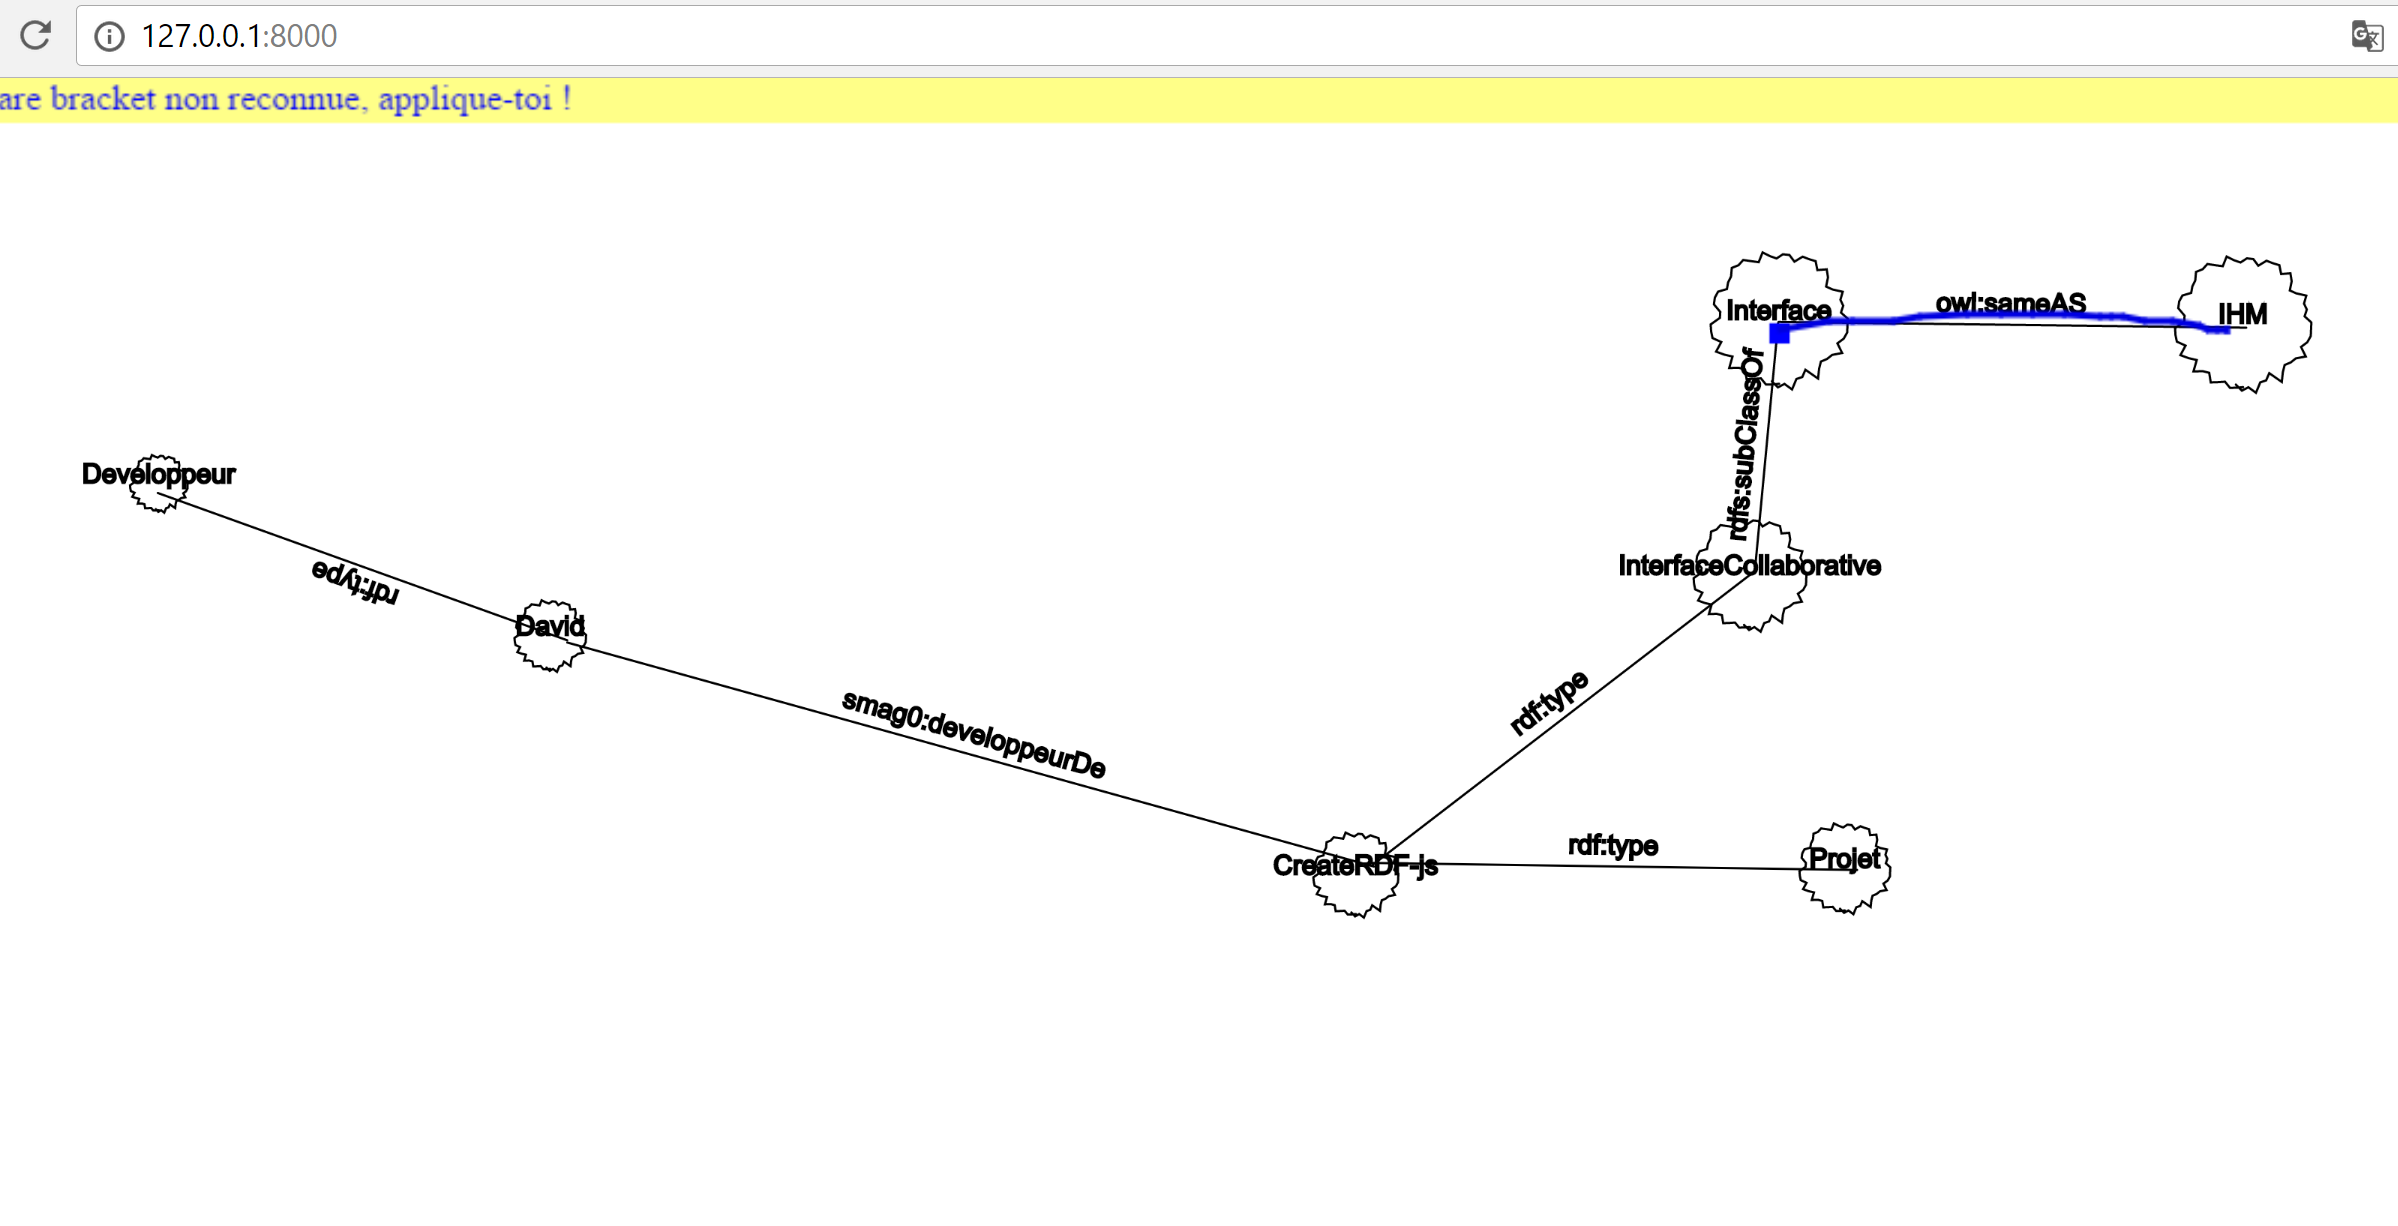 127.0.0.1:8000
are bracket non reconnue, applique-toi !
Interface
owl:sameAS
IHM
rdfs:subClassOf
Developpeur
rdf:type
InterfaceCollaborative
David
smag0:developpeurDe
rdf:type
CreateRDF-js
rdf:type
Projet